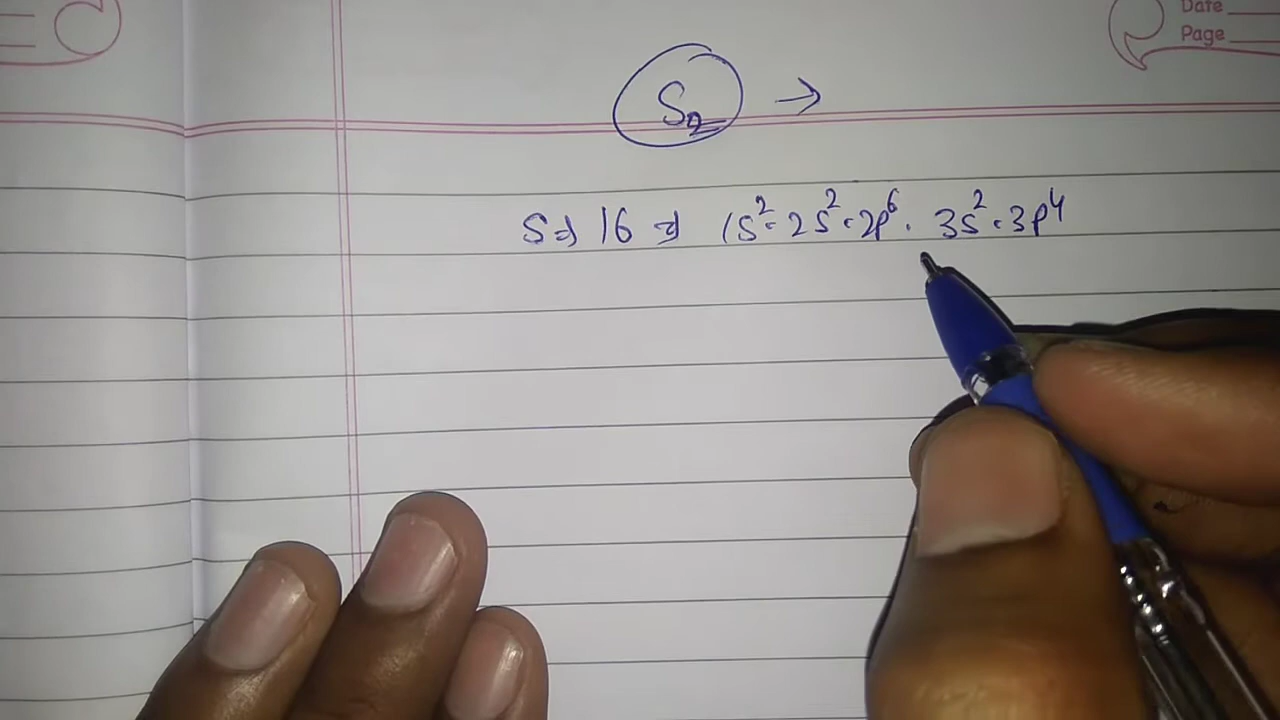 Date
Page
S₂ →
S ⇒ 16 ⇒ 1s²·2s²·2p⁶·3s²·3p⁴